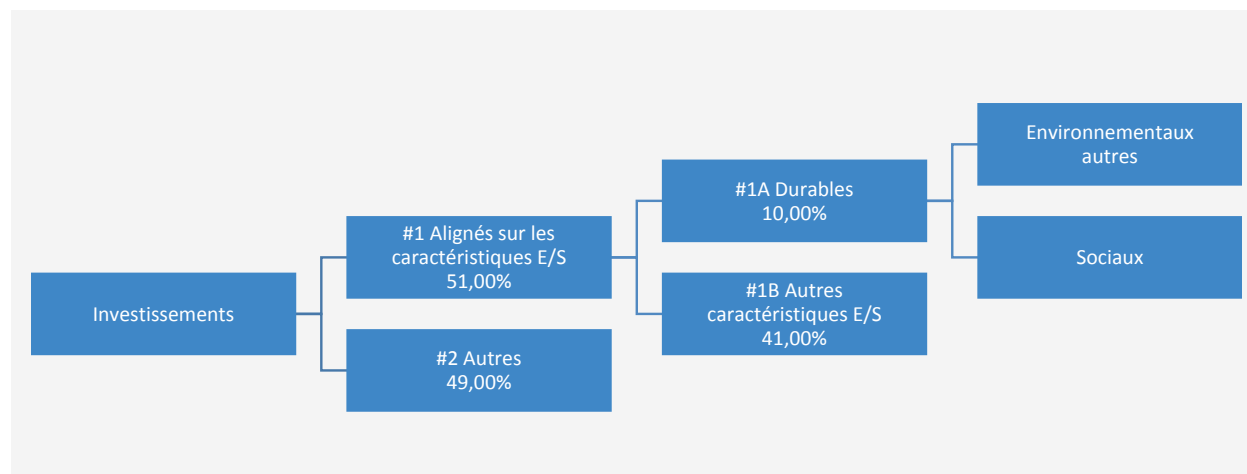 Investissements
#1 Alignés sur les
caractéristiques E/S
51,00%
#2 Autres
49,00%
#1A Durables
10,00%
#1B Autres
caractéristiques E/S
41,00%
Environnementaux
autres
Sociaux